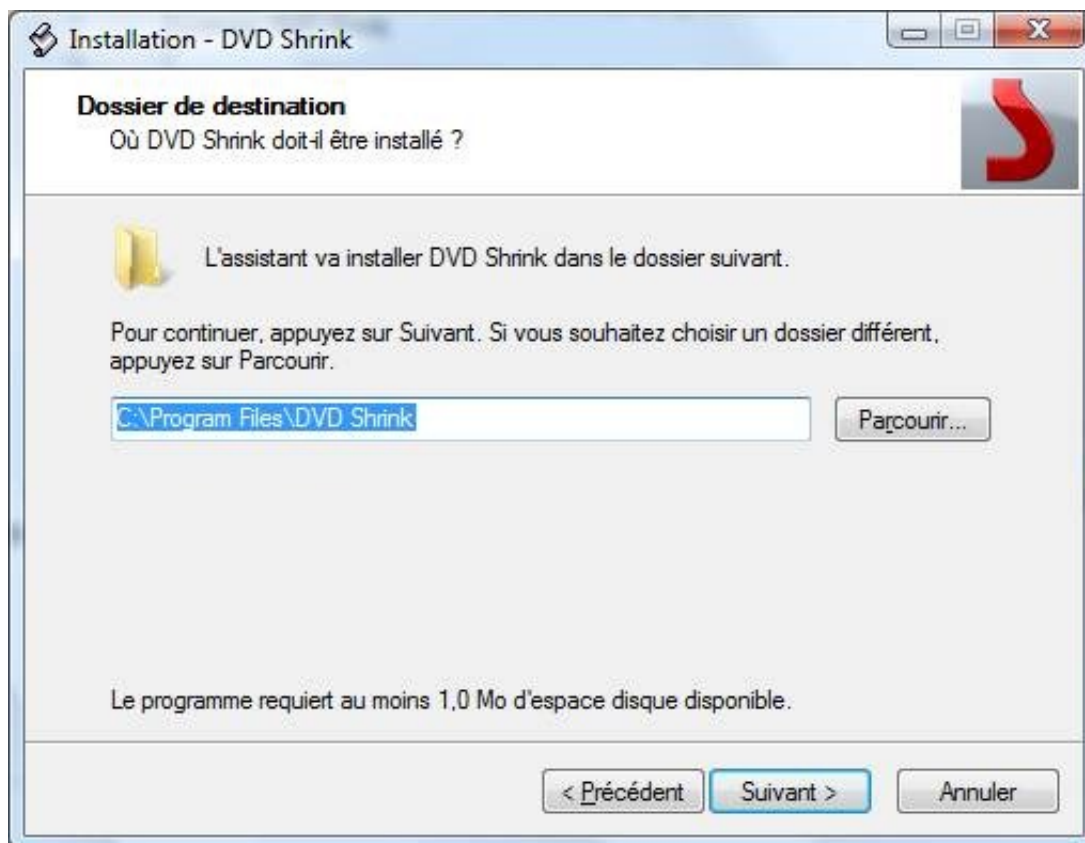 Installation - DVD Shrink
Dossier de destination
Où DVD Shrink doit-il être installé ?
L'assistant va installer DVD Shrink dans le dossier suivant.
Pour continuer, appuyez sur Suivant. Si vous souhaitez choisir un dossier différent,
appuyez sur Parcourir.
C:\Program Files\DVD Shrink
Parcourir...
Le programme requiert au moins 1,0 Mo d'espace disque disponible.
< Précédent
Suivant >
Annuler